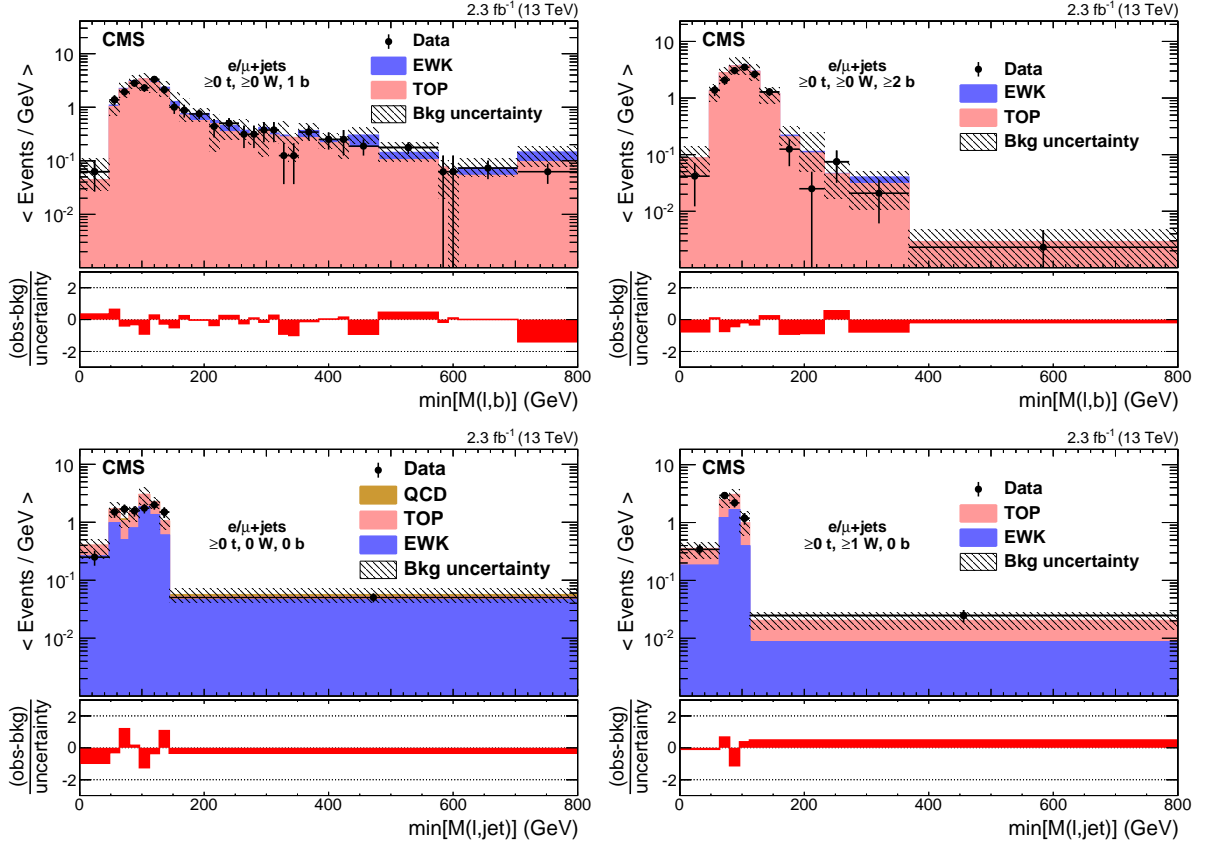 2.3 fb⁻¹ (13 TeV)
CMS
e/μ+jets
≥0 t, ≥0 W, 1 b
Data
EWK
TOP
Bkg uncertainty
< Events / GeV >
10
1
10⁻¹
10⁻²
(obs-bkg)
uncertainty
2
0
-2
0 200 400 600 800
min[M(l,b)] (GeV)
2.3 fb⁻¹ (13 TeV)
CMS
e/μ+jets
≥0 t, ≥0 W, ≥2 b
Data
EWK
TOP
Bkg uncertainty
< Events / GeV >
10
1
10⁻¹
10⁻²
(obs-bkg)
uncertainty
2
0
-2
0 200 400 600 800
min[M(l,b)] (GeV)
2.3 fb⁻¹ (13 TeV)
CMS
e/μ+jets
≥0 t, 0 W, 0 b
Data
QCD
TOP
EWK
Bkg uncertainty
< Events / GeV >
10
1
10⁻¹
10⁻²
(obs-bkg)
uncertainty
2
0
-2
0 200 400 600 800
min[M(l,jet)] (GeV)
2.3 fb⁻¹ (13 TeV)
CMS
e/μ+jets
≥0 t, ≥1 W, 0 b
Data
TOP
EWK
Bkg uncertainty
< Events / GeV >
10
1
10⁻¹
10⁻²
(obs-bkg)
uncertainty
2
0
-2
0 200 400 600 800
min[M(l,jet)] (GeV)